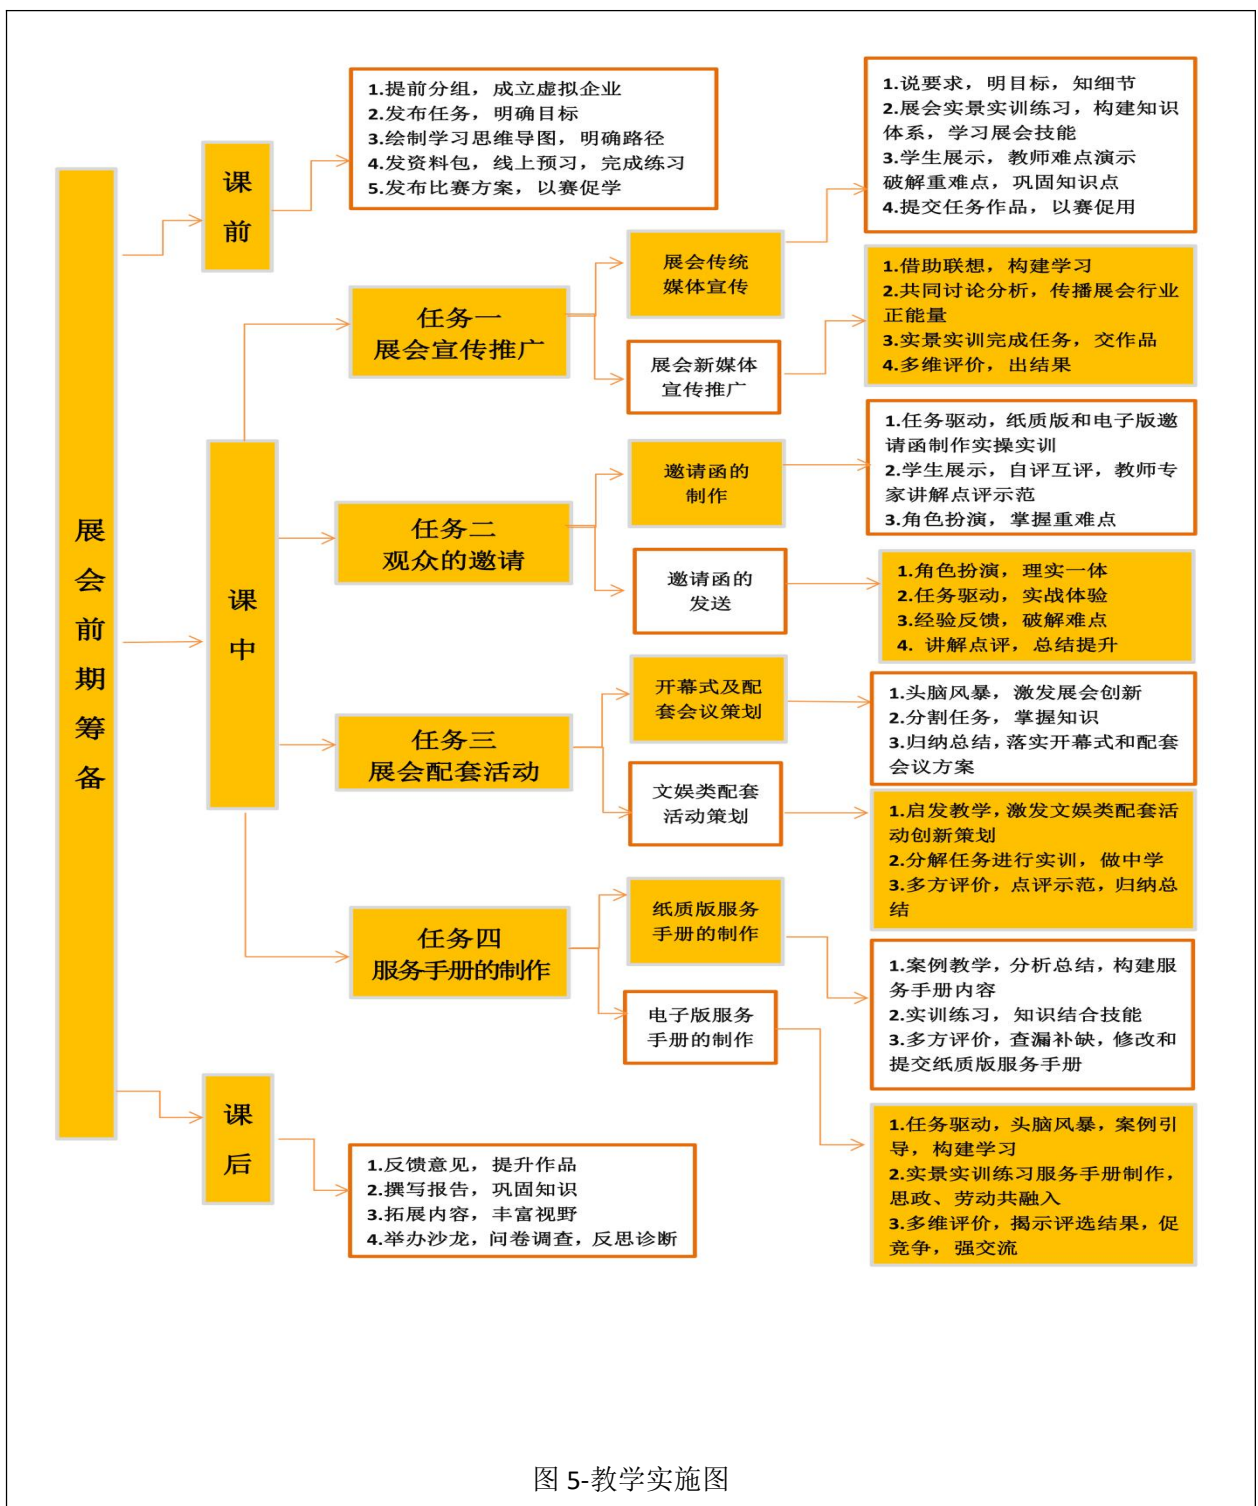 展会前期筹备
课前
1.提前分组，成立虚拟企业
2.发布任务，明确目标
3.绘制学习思维导图，明确路径
4.发资料包，线上预习，完成练习
5.发布比赛方案，以赛促学
课中
任务一
展会宣传推广
展会传统
媒体宣传
1.说要求，明目标，知细节
2.展会实景实训练习，构建知识
体系，学习展会技能
3.学生展示，教师难点演示
破解重难点，巩固知识点
4.提交任务作品，以赛促用
展会新媒体
宣传推广
1.借助联想，构建学习
2.共同讨论分析，传播展会行业
正能量
3.实景实训完成任务，交作品
4.多维评价，出结果
任务二
观众的邀请
邀请函的
制作
1.任务驱动，纸质版和电子版邀
请函制作实操实训
2.学生展示，自评互评，教师专
家讲解点评示范
3.角色扮演，掌握重难点
邀请函的
发送
1.角色扮演，理实一体
2.任务驱动，实战体验
3.经验反馈，破解难点
4. 讲解点评，总结提升
任务三
展会配套活动
开幕式及配
套会议策划
1.头脑风暴，激发展会创新
2.分割任务，掌握知识
3.归纳总结，落实开幕式和配套
会议方案
文娱类配套
活动策划
1.启发教学，激发文娱类配套活
动创新策划
2.分解任务进行实训，做中学
3.多方评价，点评示范，归纳总
结
任务四
服务手册的制作
纸质版服务
手册的制作
1.案例教学，分析总结，构建服
务手册内容
2.实训练习，知识结合技能
3.多方评价，查漏补缺，修改和
提交纸质版服务手册
电子版服务
手册的制作
1.任务驱动，头脑风暴，案例引
导，构建学习
2.实景实训练习服务手册制作，
思政、劳动共融入
3.多维评价，揭示评选结果，促
竞争，强交流
课后
1.反馈意见，提升作品
2.撰写报告，巩固知识
3.拓展内容，丰富视野
4.举办沙龙，问卷调查，反思诊断
图 5-教学实施图